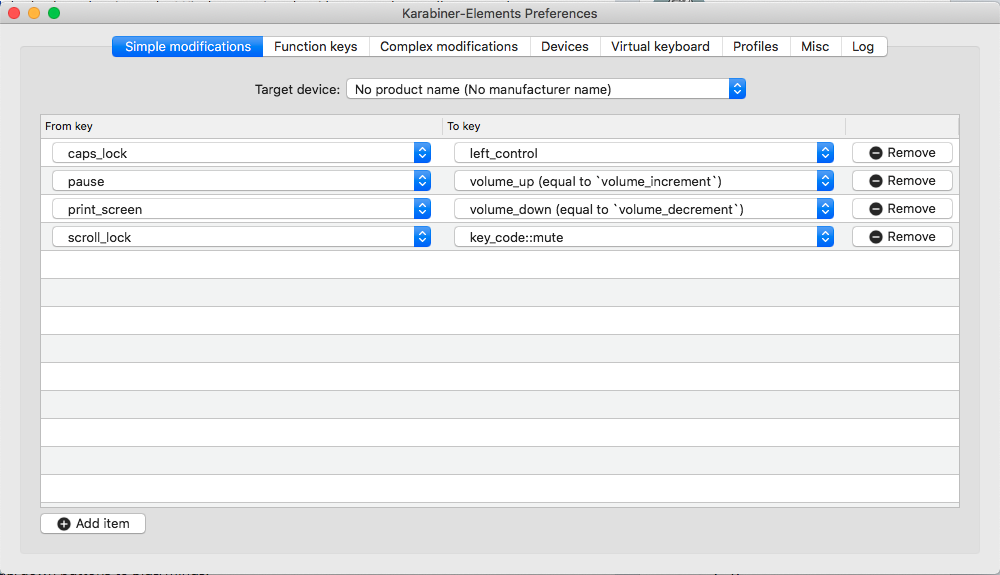 Karabiner-Elements Preferences
Simple modifications Function keys Complex modifications Devices Virtual keyboard Profiles Misc Log
Target device: No product name (No manufacturer name)
From key To key
caps_lock left_control Remove
pause volume_up (equal to `volume_increment`) Remove
print_screen volume_down (equal to `volume_decrement`) Remove
scroll_lock key_code::mute Remove
Add item